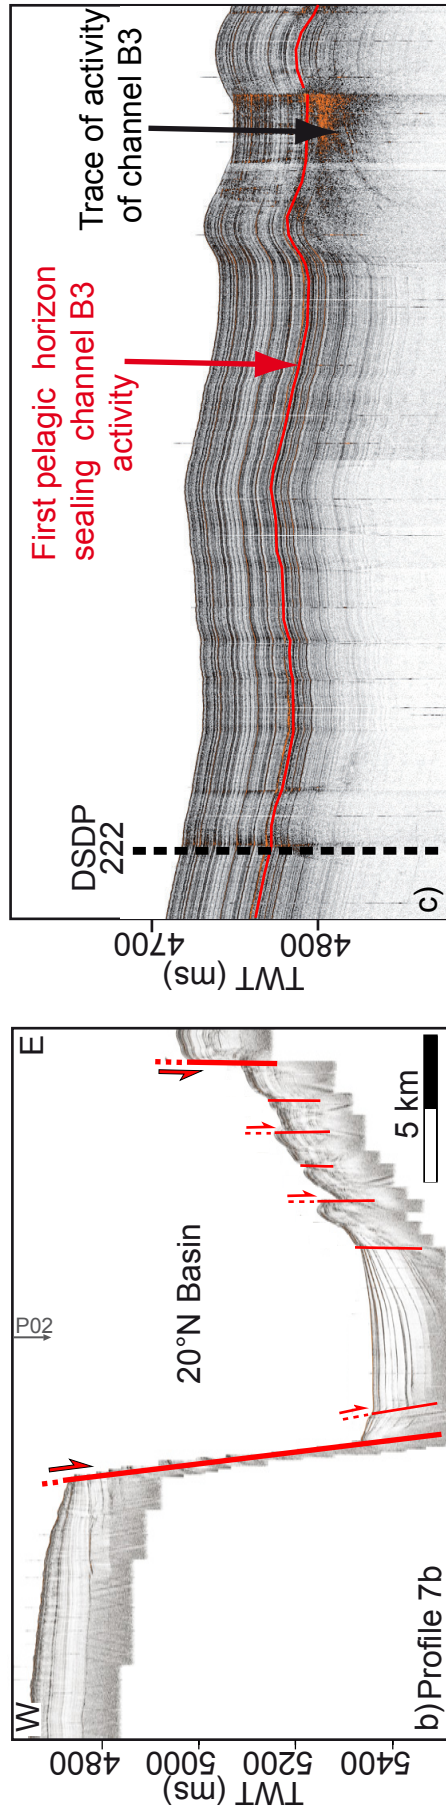 W
E
P02
20°N Basin
5 km
b)Profile 7b
4800
5000
5200
5400
TWT (ms)
DSDP
222
First pelagic horizon
sealing channel B3
activity
Trace of activity
of channel B3
c)
4700
4800
TWT (ms)